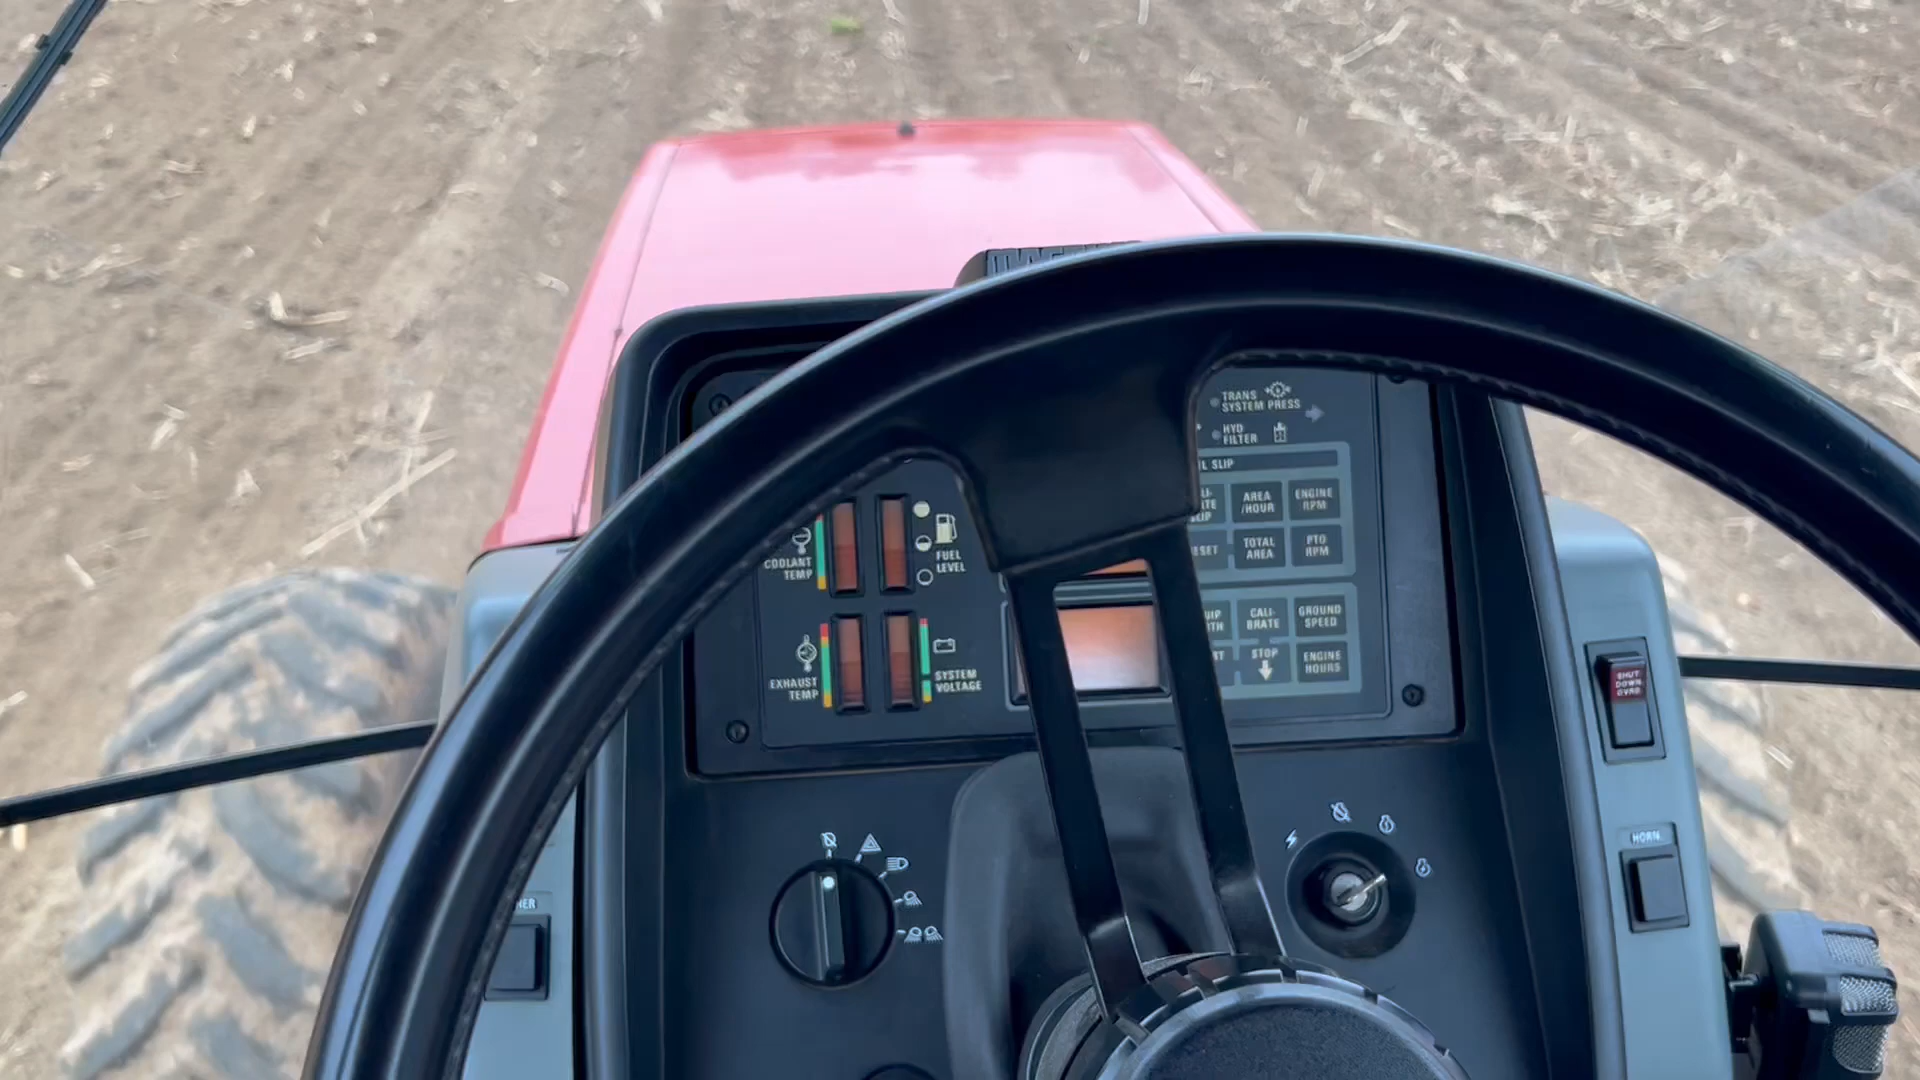 TRANS
SYSTEM PRESS
HYD
FILTER
SLIP
AREA
/HOUR
ENGINE
RPM
TOTAL
AREA
PTO
RPM
COOLANT
TEMP
FUEL
LEVEL
EXHAUST
TEMP
SYSTEM
VOLTAGE
CALI-
BRATE
GROUND
SPEED
STOP
ENGINE
HOURS
SHUT
DOWN
OVRD
HORN